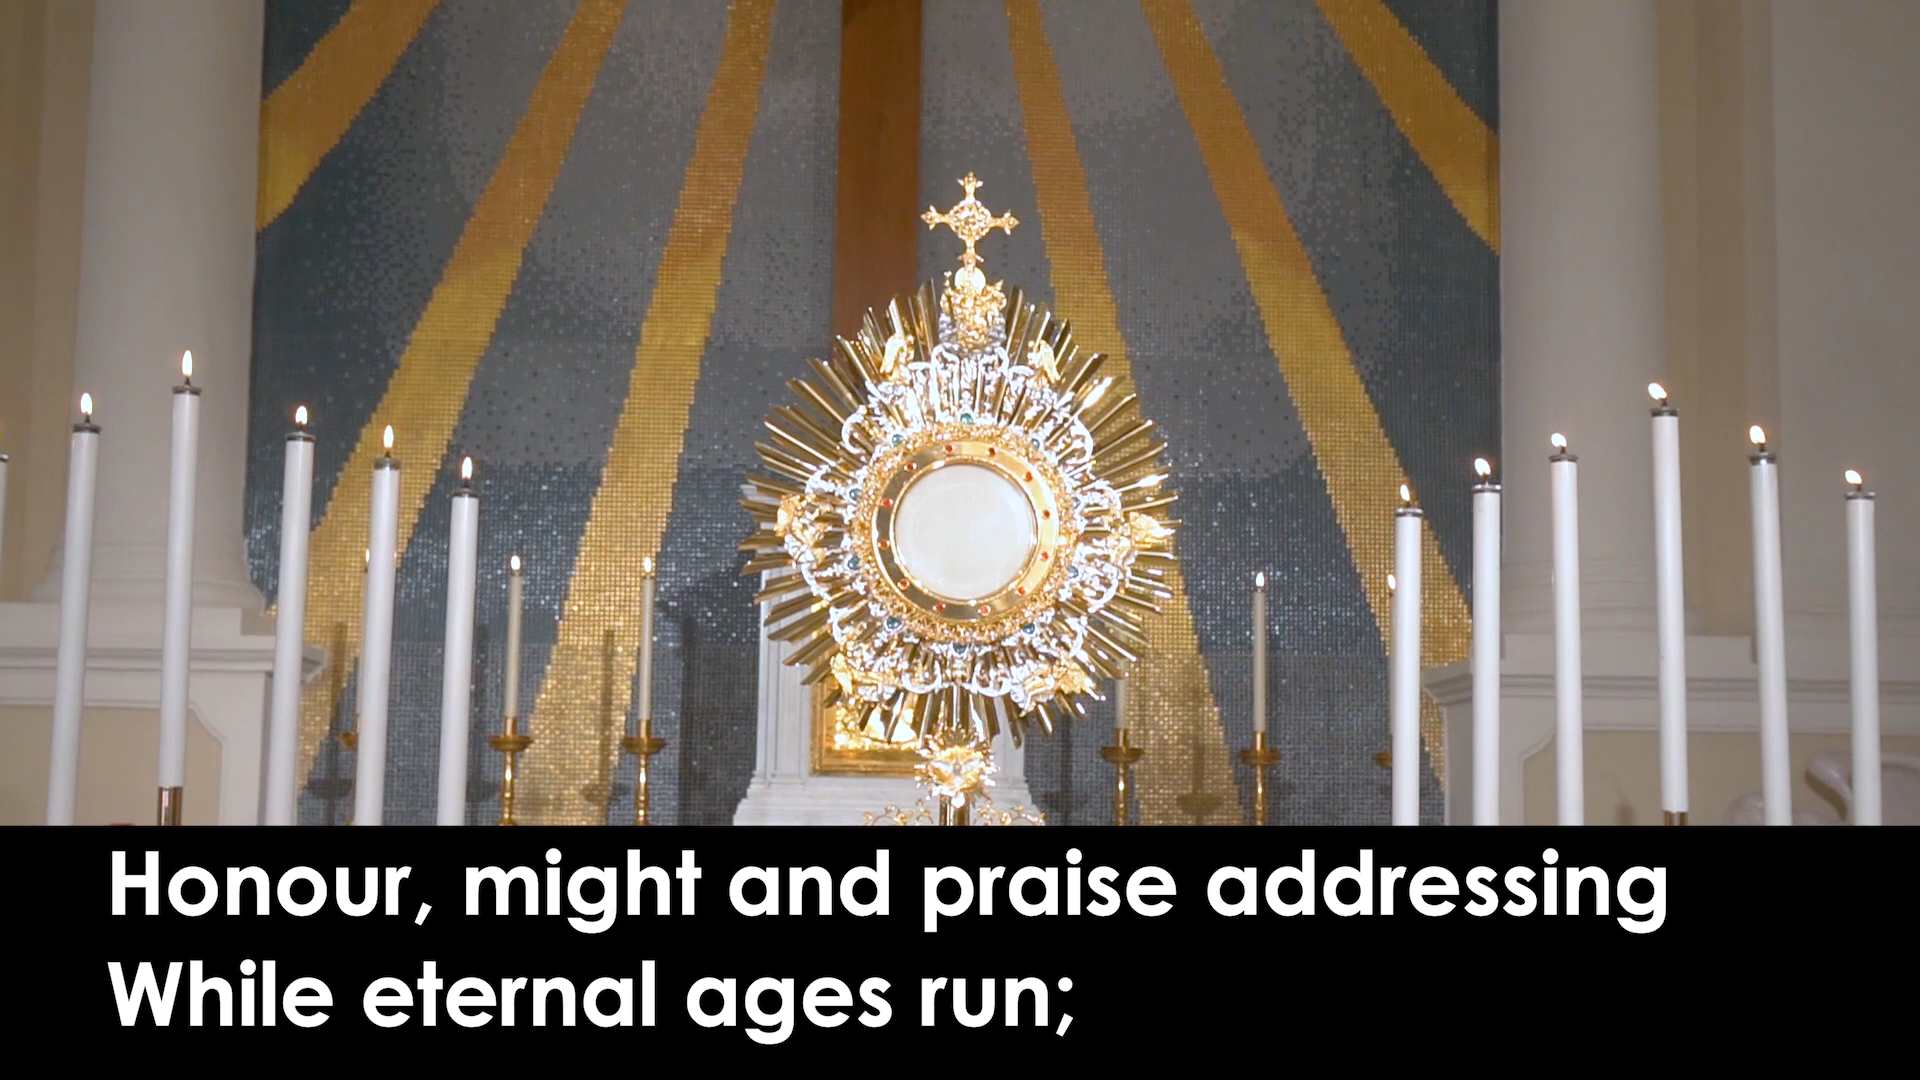 Honour, might and praise addressing
While eternal ages run;